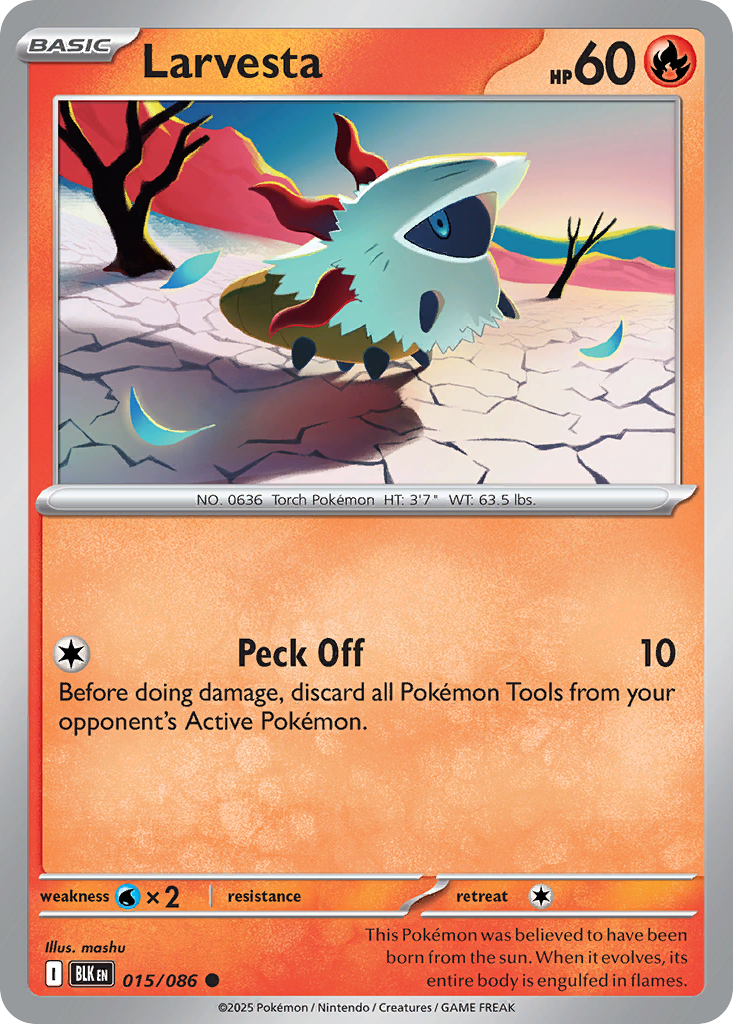 BASIC
Larvesta
HP 60
NO. 0636 Torch Pokémon HT: 3'7" WT: 63.5 lbs.
Peck Off 10
Before doing damage, discard all Pokémon Tools from your
opponent's Active Pokémon.
weakness ×2 resistance retreat
Illus. mashu
I BLK EN 015/086
This Pokémon was believed to have been
born from the sun. When it evolves, its
entire body is engulfed in flames.
©2025 Pokémon / Nintendo / Creatures / GAME FREAK